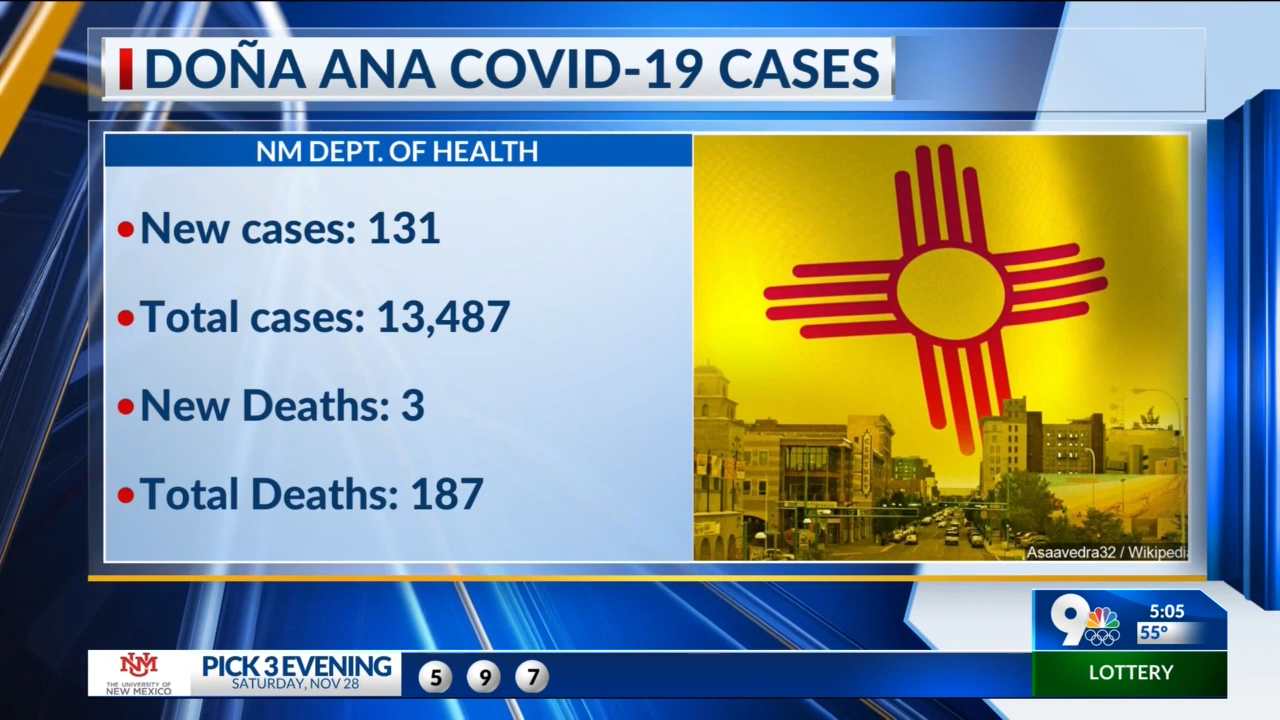 DOÑA ANA COVID-19 CASES
NM DEPT. OF HEALTH
•New cases: 131
•Total cases: 13,487
•New Deaths: 3
•Total Deaths: 187
Asaavedra32 / Wikipedi
9
5:05
55°
LOTTERY
NM
THE UNIVERSITY OF
NEW MEXICO
PICK 3 EVENING
SATURDAY, NOV 28
5 9 7